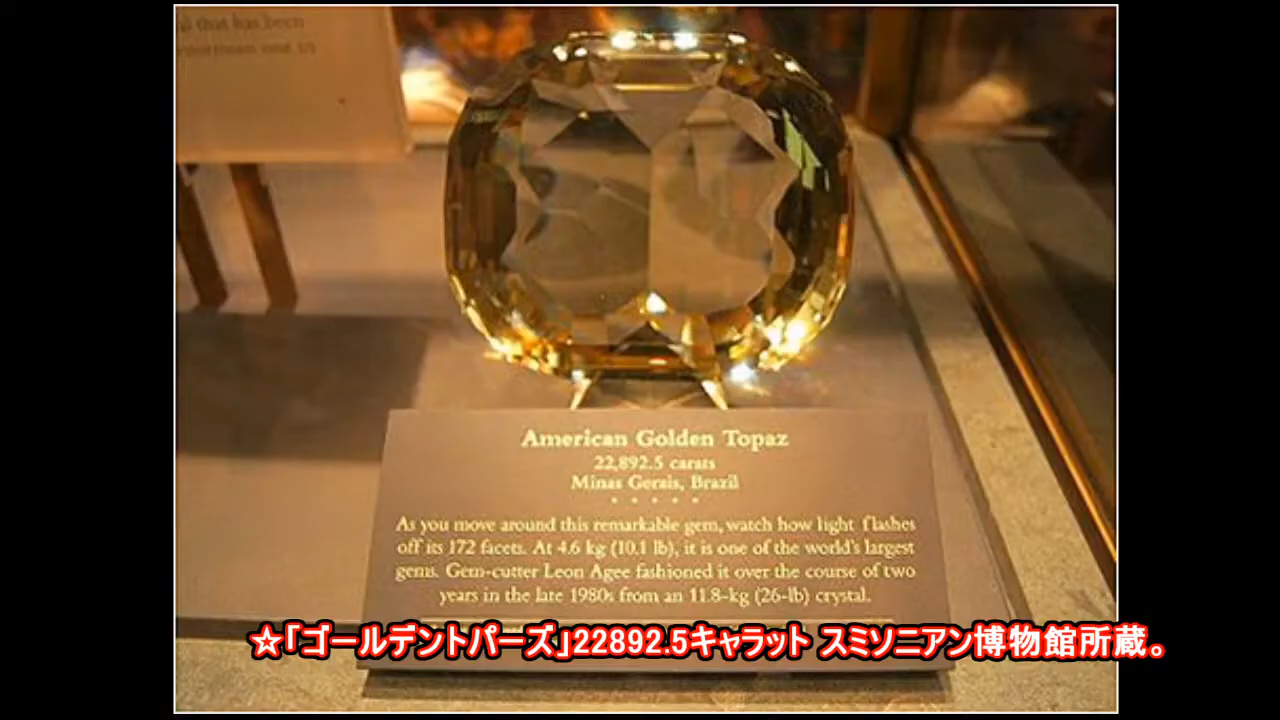 that has been
American Golden Topaz
22,892.5 carats
Minas Gerais, Brazil
As you move around this remarkable gem, watch how light flashes
off its 172 facets. At 4.6 kg (10.1 lb), it is one of the world's largest
gems. Gem-cutter Leon Agee fashioned it over the course of two
years in the late 1980s from an 11.8-kg (26-lb) crystal.
☆「ゴールデントパーズ」22892.5キャラット スミソニアン博物館所蔵。